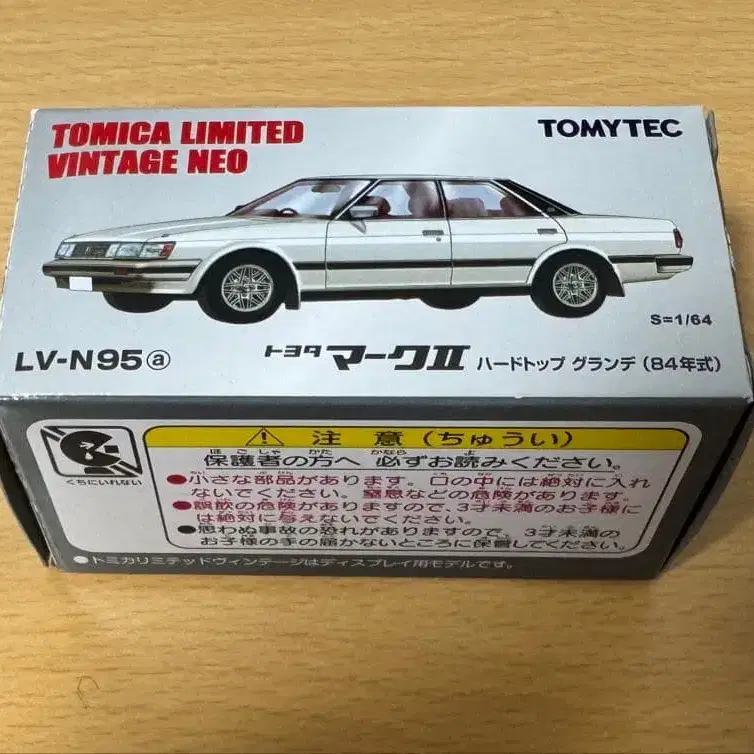 TOMICA LIMITED
VINTAGE NEO
TOMYTEC
S=1/64
LV-N95ⓐ
トヨタ マークⅡ ハードトップ グランデ (84年式)
⚠ 注意(ちゅうい)
保護者の方へ 必ずお読みください。
●小さな部品があります。口の中には絶対に入れ
ないでください。窒息などの危険があります。
●誤飲の危険がありますので、3才未満のお子様に
は絶対に与えないでください。
●思わぬ事故の恐れがありますので、3才未満の
お子様の手の届かないところに保管してください。
くちにいれない
●トミカリミテッドヴィンテージはディスプレイ用モデルです。